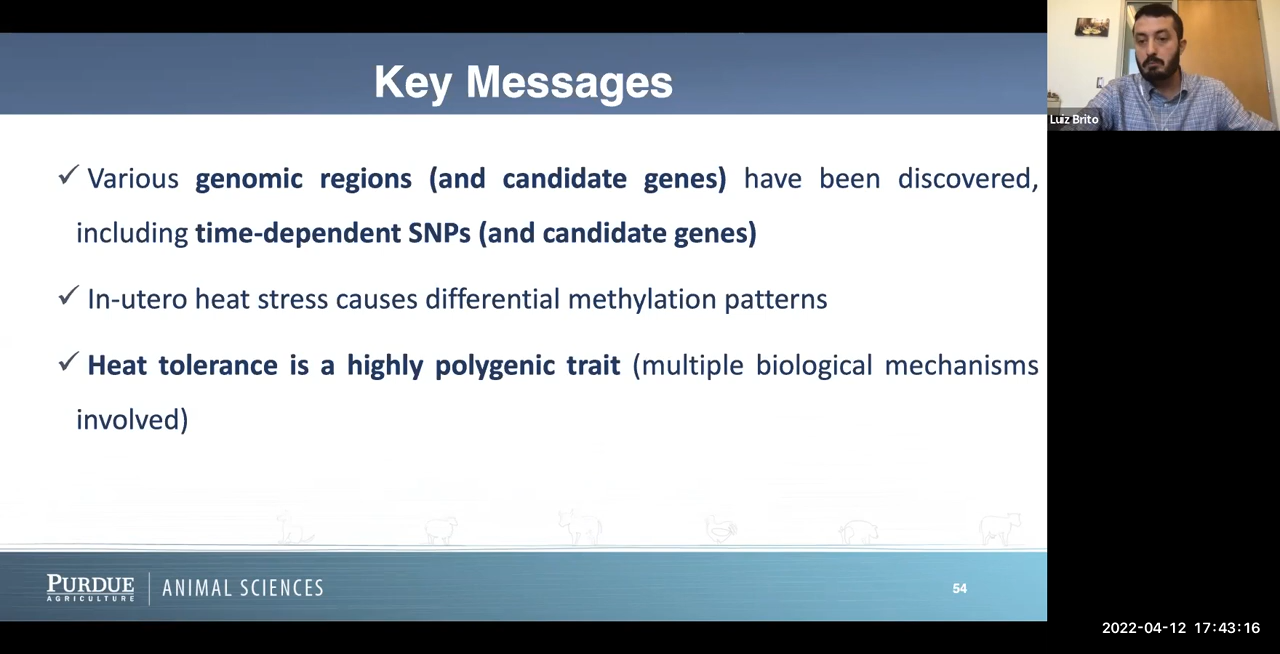 Key Messages
Luiz Brito
✓ Various genomic regions (and candidate genes) have been discovered,
including time-dependent SNPs (and candidate genes)
✓ In-utero heat stress causes differential methylation patterns
✓ Heat tolerance is a highly polygenic trait (multiple biological mechanisms
involved)
PURDUE
AGRICULTURE
ANIMAL SCIENCES
54
2022-04-12 17:43:16